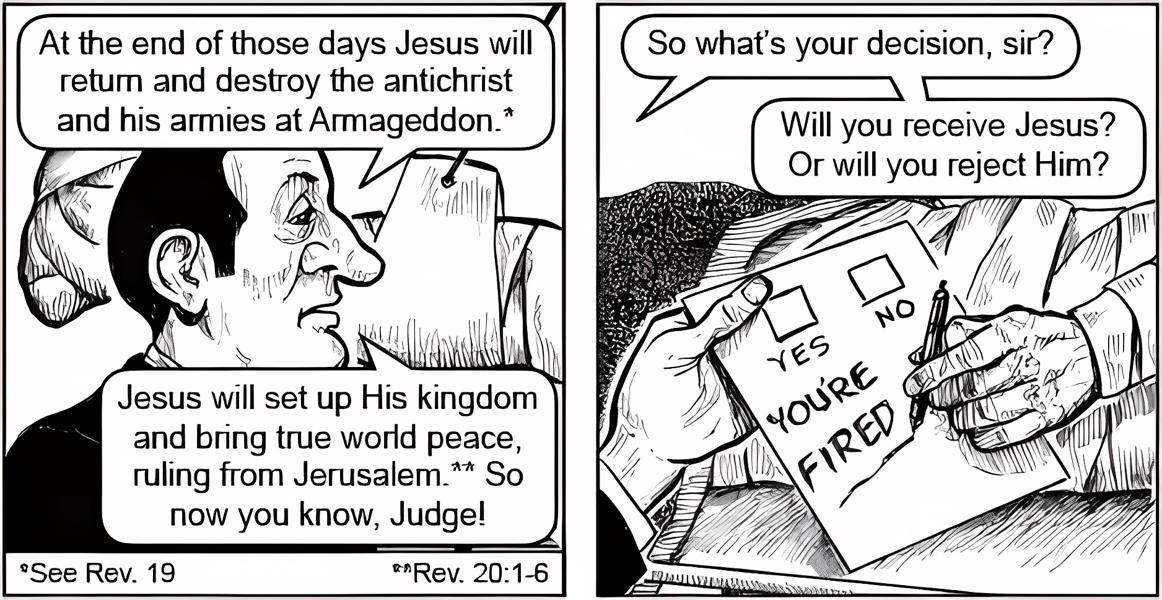 At the end of those days Jesus will
return and destroy the antichrist
and his armies at Armageddon.*
Jesus will set up His kingdom
and bring true world peace,
ruling from Jerusalem.** So
now you know, Judge!
*See Rev. 19
**Rev. 20:1-6
So what's your decision, sir?
Will you receive Jesus?
Or will you reject Him?
YES
NO
YOU'RE
FIRED